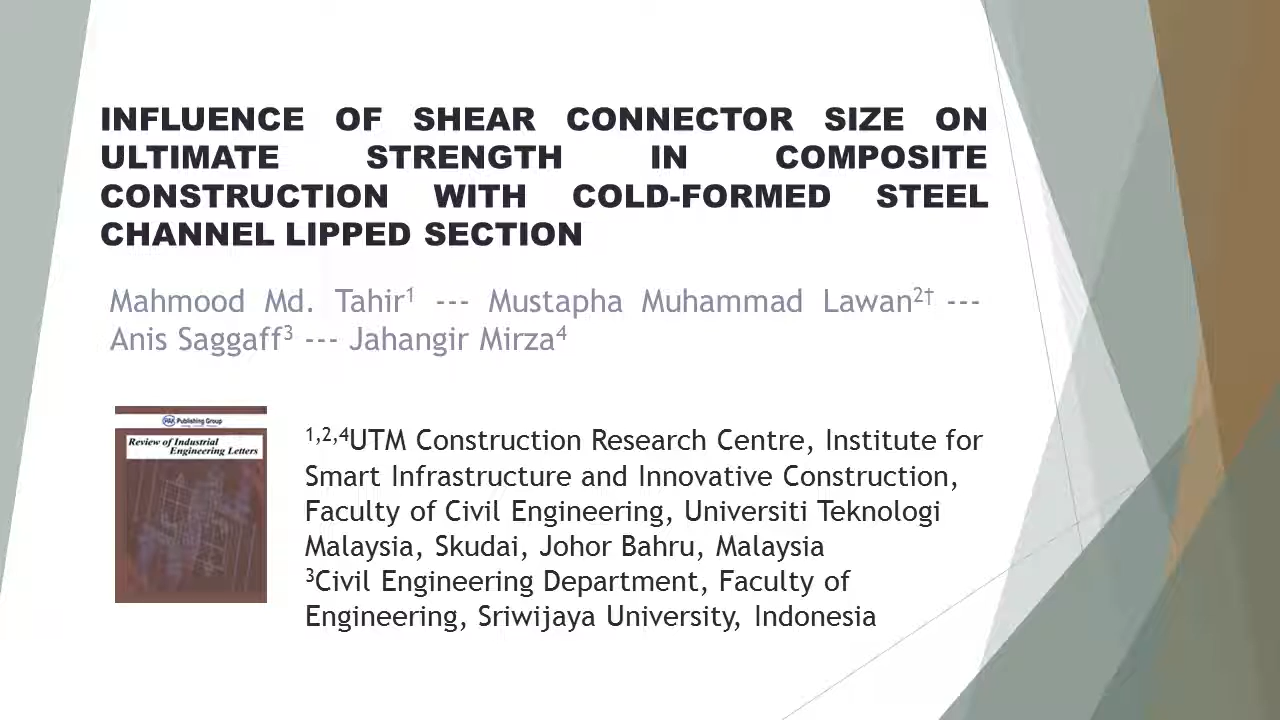 INFLUENCE OF SHEAR CONNECTOR SIZE ON
ULTIMATE STRENGTH IN COMPOSITE
CONSTRUCTION WITH COLD-FORMED STEEL
CHANNEL LIPPED SECTION
Mahmood Md. Tahir¹ --- Mustapha Muhammad Lawan²† ---
Anis Saggaff³ --- Jahangir Mirza⁴
Publishing Group
Review of Industrial
Engineering Letters
¹,²,⁴UTM Construction Research Centre, Institute for
Smart Infrastructure and Innovative Construction,
Faculty of Civil Engineering, Universiti Teknologi
Malaysia, Skudai, Johor Bahru, Malaysia
³Civil Engineering Department, Faculty of
Engineering, Sriwijaya University, Indonesia